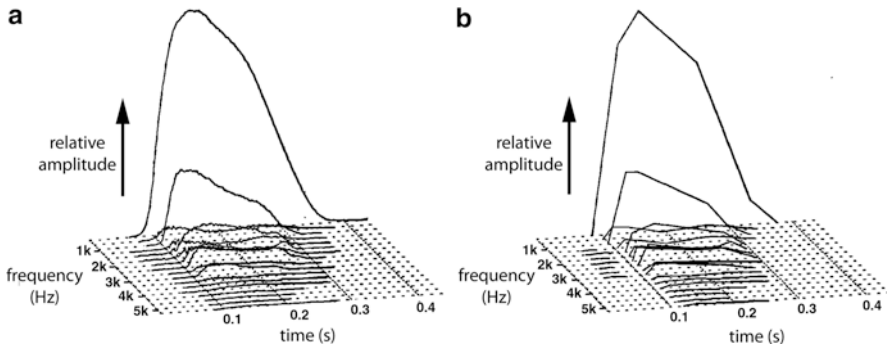 a
relative
amplitude
1k
2k
3k
4k
5k
frequency
(Hz)
0.1
0.2
0.3
0.4
time (s)
b
relative
amplitude
1k
2k
3k
4k
5k
frequency
(Hz)
0.1
0.2
0.3
0.4
time (s)